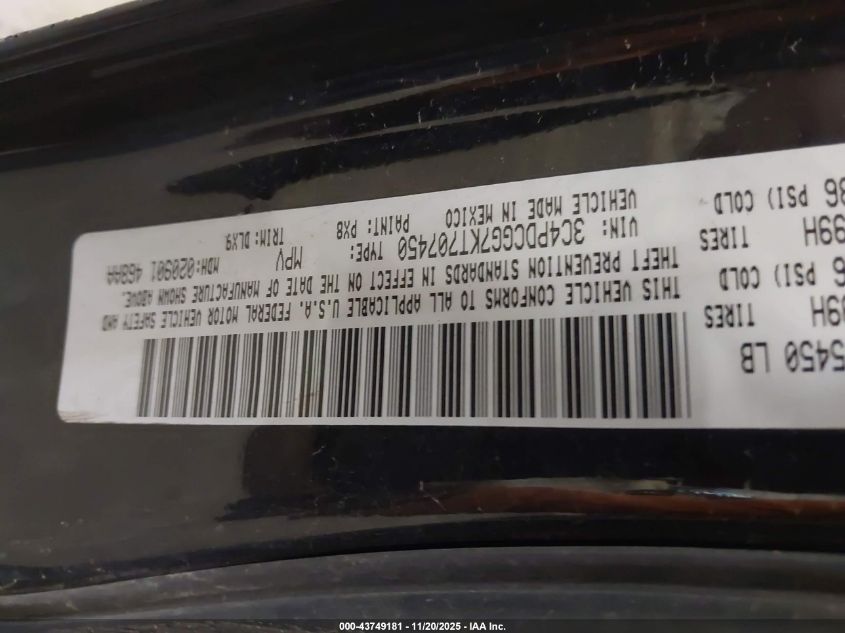 5450 LB
99H TIRES
6 PSI) COLD
99H TIRES
36 PSI) COLD
THIS VEHICLE CONFORMS TO ALL APPLICABLE U.S.A. FEDERAL MOTOR VEHICLE SAFETY AND
THEFT PREVENTION STANDARDS IN EFFECT ON THE DATE OF MANUFACTURE SHOWN ABOVE.
VIN: 3C4PDCGG7KT707450 TYPE: MPV MDH:020901 468AA
VEHICLE MADE IN MEXICO PAINT: PX8 TRIM: DLX9.
000-43749181 - 11/20/2025 - IAA Inc.